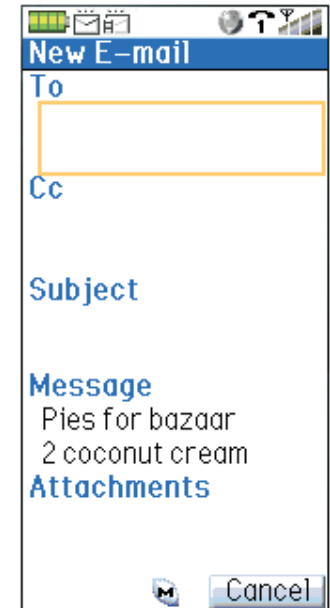 New E-mail
To
Cc
Subject
Message
Pies for bazaar
2 coconut cream
Attachments
M Cancel